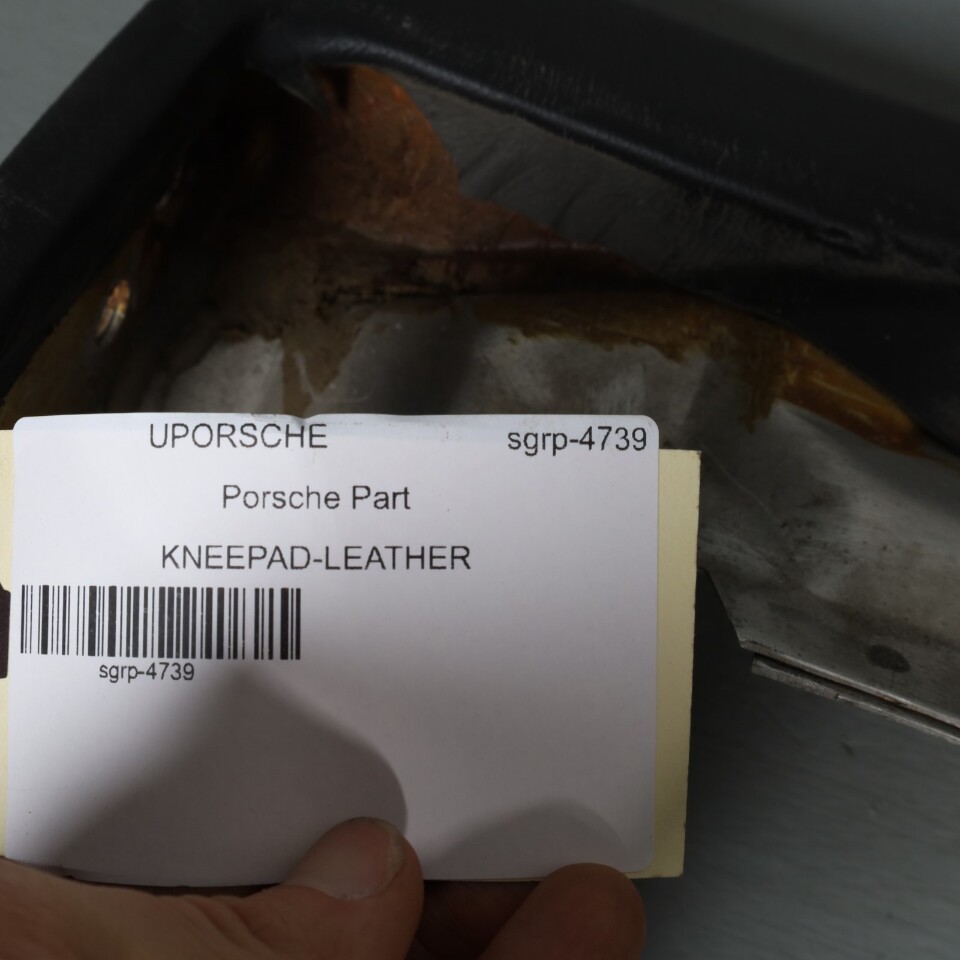 UPORSCHE sgrp-4739
Porsche Part
KNEEPAD-LEATHER
sgrp-4739